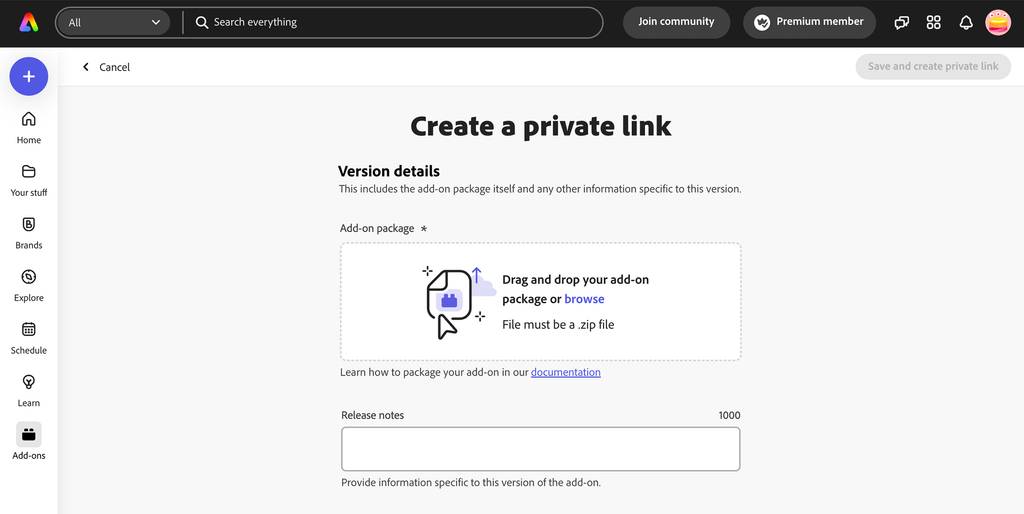 All
Search everything
Join community
Premium member
Cancel
Save and create private link
Home
Your stuff
Brands
Explore
Schedule
Learn
Add-ons
Create a private link
Version details
This includes the add-on package itself and any other information specific to this version.
Add-on package *
Drag and drop your add-on
package or browse
File must be a .zip file
Learn how to package your add-on in our documentation
Release notes 1000
Provide information specific to this version of the add-on.